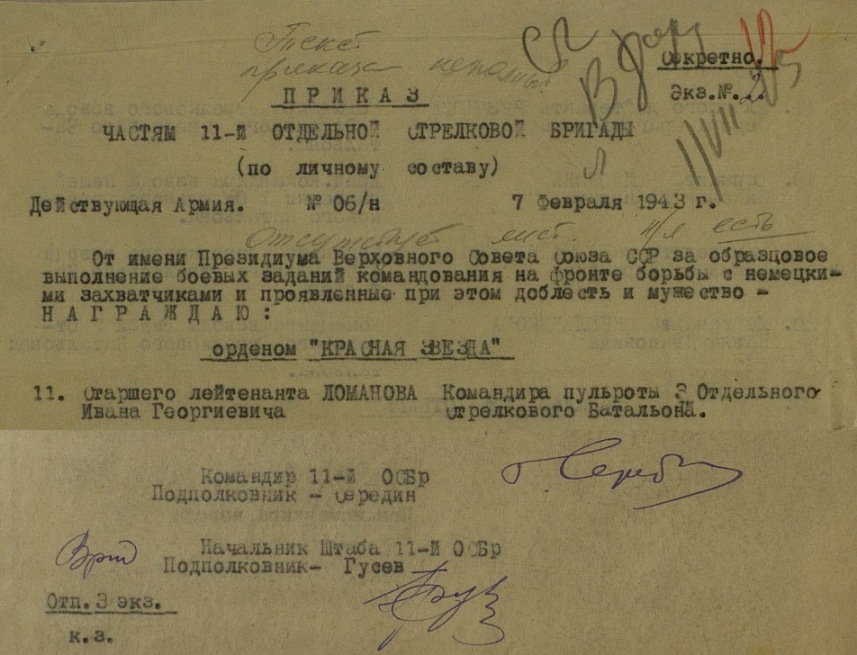 Текст
приказа неполный
Секретно.
Экз.№.2
ПРИКАЗ
ЧАСТЯМ 11-Й ОТДЕЛЬНОЙ СТРЕЛКОВОЙ БРИГАДЫ
(по личному составу)
Действующая Армия. № 06/н 7 февраля 1943 г.
Отсутствует лист. н/л есть
От имени Президиума Верховного Совета Союза ССР за образцовое
выполнение боевых заданий командования на фронте борьбы с немецки-
ми захватчиками и проявленные при этом доблесть и мужество -
НАГРАЖДАЮ:
орденом "КРАСНАЯ ЗВЕЗДА"
11. Старшего лейтенанта ЛОМАНОВА Командира пульроты 3 Отдельного
Ивана Георгиевича стрелкового Батальона.
Командир 11-й ОСБр
Подполковник - Середин
Начальник Штаба 11-й ОСБр
Врид
Подполковник- Гусев
Отп. 3 экз.
к.з.